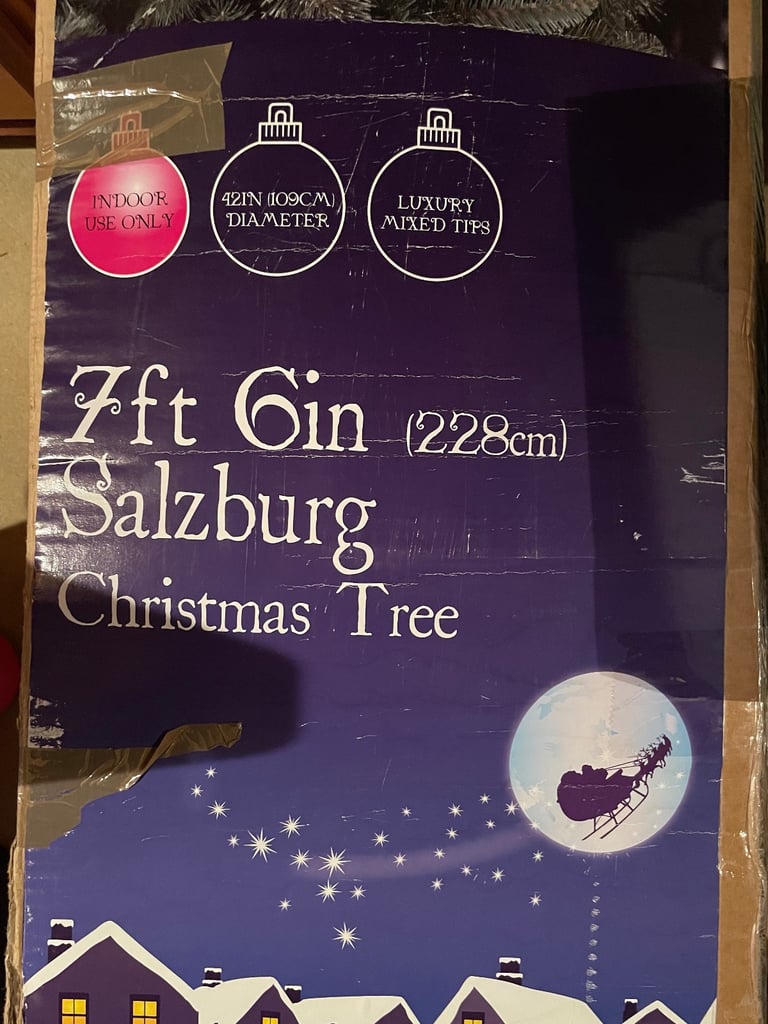 INDOOR
USE ONLY
42IN (109CM)
DIAMETER
LUXURY
MIXED TIPS
7ft 6in (228cm)
Salzburg
Christmas Tree